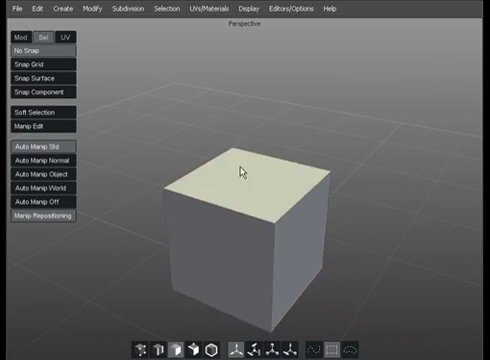 File Edit Create Modify Subdivision Selection UVs/Materials Display Editors/Options Help
Perspective
Mod Sel UV
No Snap
Snap Grid
Snap Surface
Snap Component
Soft Selection
Manip Edit
Auto Manip Std
Auto Manip Normal
Auto Manip Object
Auto Manip World
Auto Manip Off
Manip Repositioning